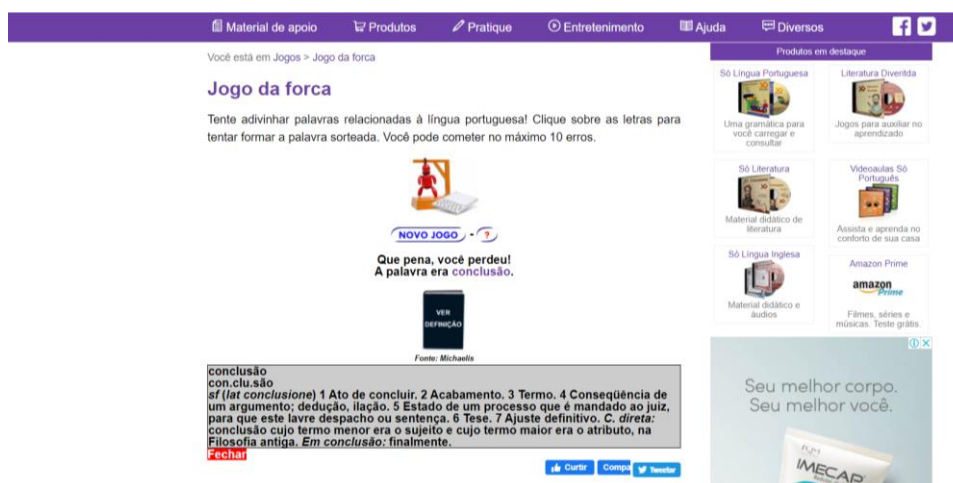 Material de apoio
Produtos
Pratique
Entretenimento
Ajuda
Diversos
Você está em Jogos > Jogo da forca
Jogo da forca
Tente adivinhar palavras relacionadas à língua portuguesa! Clique sobre as letras para
tentar formar a palavra sorteada. Você pode cometer no máximo 10 erros.
NOVO JOGO - ?
Que pena, você perdeu!
A palavra era conclusão.
VER
DEFINIÇÃO
Fonte: Michaelis
conclusão
con.clu.são
sf (lat conclusione) 1 Ato de concluir. 2 Acabamento. 3 Termo. 4 Conseqüência de
um argumento; dedução, ilação. 5 Estado de um processo que é mandado ao juiz,
para que este lavre despacho ou sentença. 6 Tese. 7 Ajuste definitivo. C. direta:
conclusão cujo termo menor era o sujeito e cujo termo maior era o atributo, na
Filosofia antiga. Em conclusão: finalmente.
Fechar
Curtir
Compa
Tweetar
Produtos em destaque
Só Língua Portuguesa
Uma gramática para
você carregar e
consultar
Literatura Divertida
Jogos para auxiliar no
aprendizado
Só Literatura
Material didático de
literatura
Videoaulas Só
Português
Assista e aprenda no
conforto de sua casa
Só Língua Inglesa
Material didático e
áudios
Amazon Prime
amazon
Prime
Filmes, séries e
músicas. Teste grátis.
Seu melhor corpo.
Seu melhor você.
IMECAP